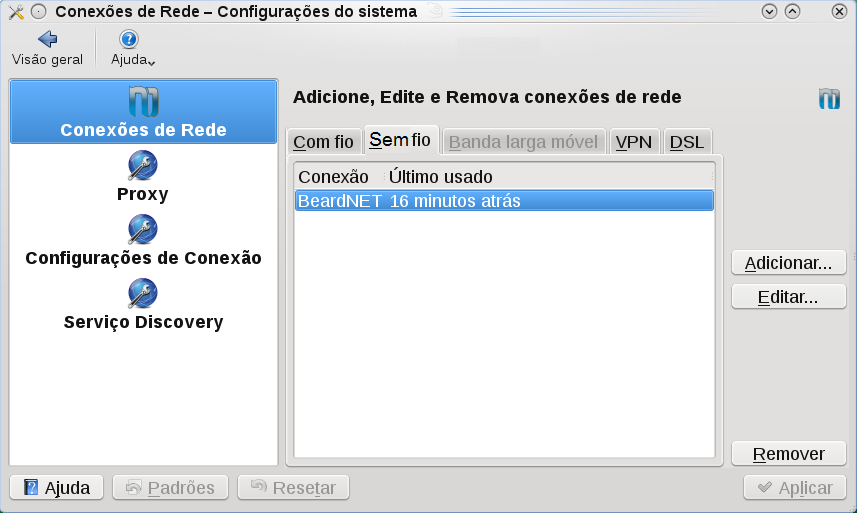 Conexões de Rede – Configurações do sistema
Visão geral
Ajuda
Conexões de Rede
Proxy
Configurações de Conexão
Serviço Discovery
Adicione, Edite e Remova conexões de rede
Com fio Sem fio Banda larga móvel VPN DSL
Conexão Último usado
BeardNET 16 minutos atrás
Adicionar...
Editar...
Remover
Ajuda Padrões Resetar Aplicar